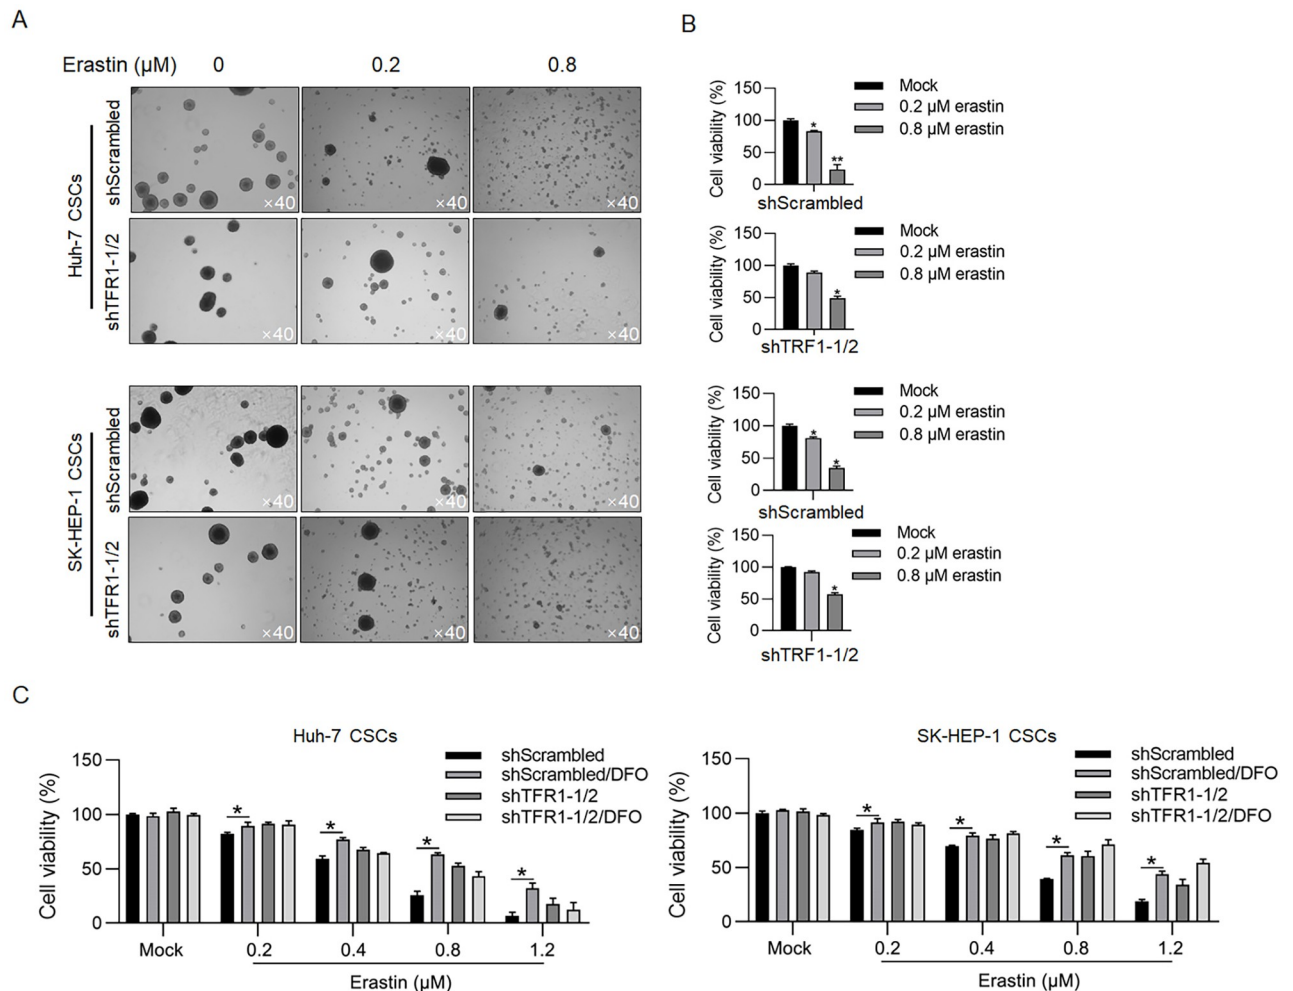 A
Erastin (µM) 0 0.2 0.8
Huh-7 CSCs
shScrambled
×40 ×40 ×40
shTFR1-1/2
×40 ×40 ×40
SK-HEP-1 CSCs
shScrambled
×40 ×40 ×40
shTFR1-1/2
×40 ×40 ×40
B
Cell viability (%)
150
100
50
0
* **
shScrambled
Mock
0.2 µM erastin
0.8 µM erastin
Cell viability (%)
150
100
50
0
*
shTRF1-1/2
Mock
0.2 µM erastin
0.8 µM erastin
Cell viability (%)
150
100
50
0
* *
shScrambled
Mock
0.2 µM erastin
0.8 µM erastin
Cell viability (%)
150
100
50
0
*
shTRF1-1/2
Mock
0.2 µM erastin
0.8 µM erastin
C
Huh-7 CSCs
shScrambled
shScrambled/DFO
shTFR1-1/2
shTFR1-1/2/DFO
Cell viability (%)
150
100
50
0
* * * *
Mock 0.2 0.4 0.8 1.2
Erastin (µM)
SK-HEP-1 CSCs
shScrambled
shScrambled/DFO
shTFR1-1/2
shTFR1-1/2/DFO
Cell viability (%)
150
100
50
0
* * * *
Mock 0.2 0.4 0.8 1.2
Erastin (µM)